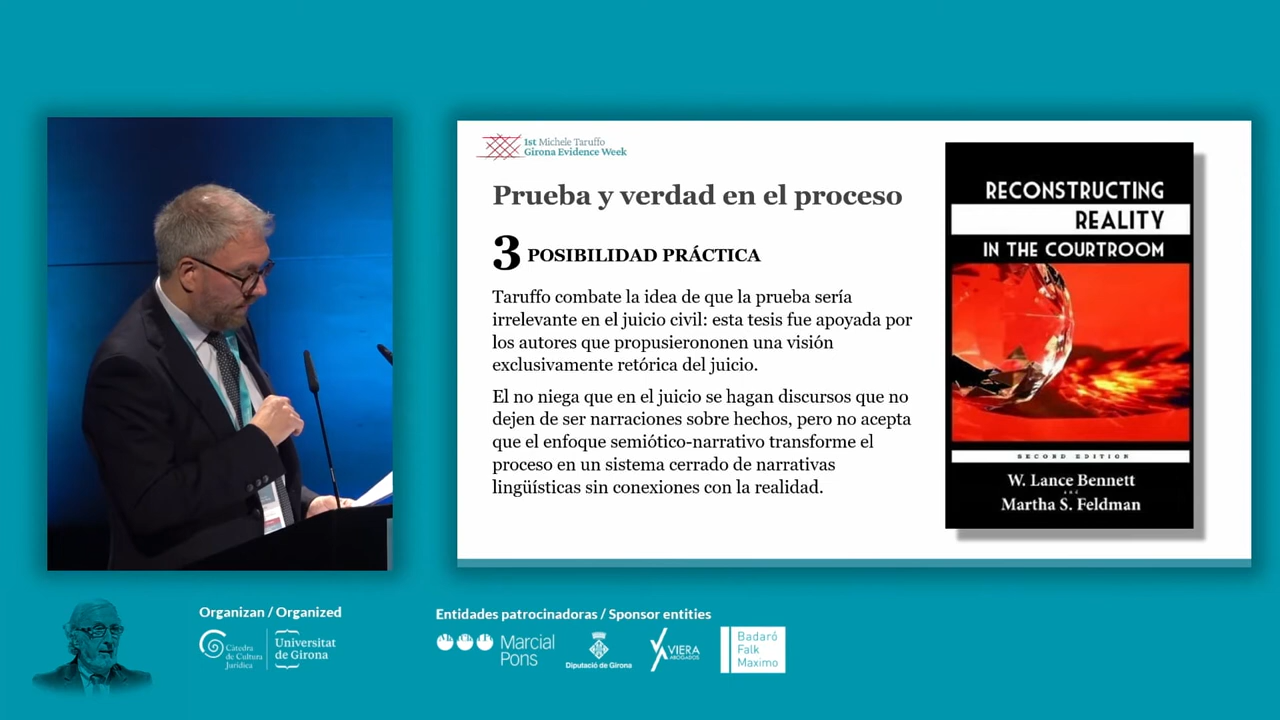 1st Michele Taruffo
Girona Evidence Week
Prueba y verdad en el proceso
3 POSIBILIDAD PRÁCTICA
Taruffo combate la idea de que la prueba sería
irrelevante en el juicio civil: esta tesis fue apoyada por
los autores que propusierononen una visión
exclusivamente retórica del juicio.
El no niega que en el juicio se hagan discursos que no
dejen de ser narraciones sobre hechos, pero no acepta
que el enfoque semiótico-narrativo transforme el
proceso en un sistema cerrado de narrativas
lingüísticas sin conexiones con la realidad.
RECONSTRUCTING
REALITY
IN THE COURTROOM
SECOND EDITION
W. Lance Bennett
and
Martha S. Feldman
Organizan / Organized
Càtedra
de Cultura
Jurídica
Universitat
de Girona
Entidades patrocinadoras / Sponsor entities
Marcial
Pons
Diputació de Girona
VIERA
ABOGADOS
Badaró
Falk
Maximo